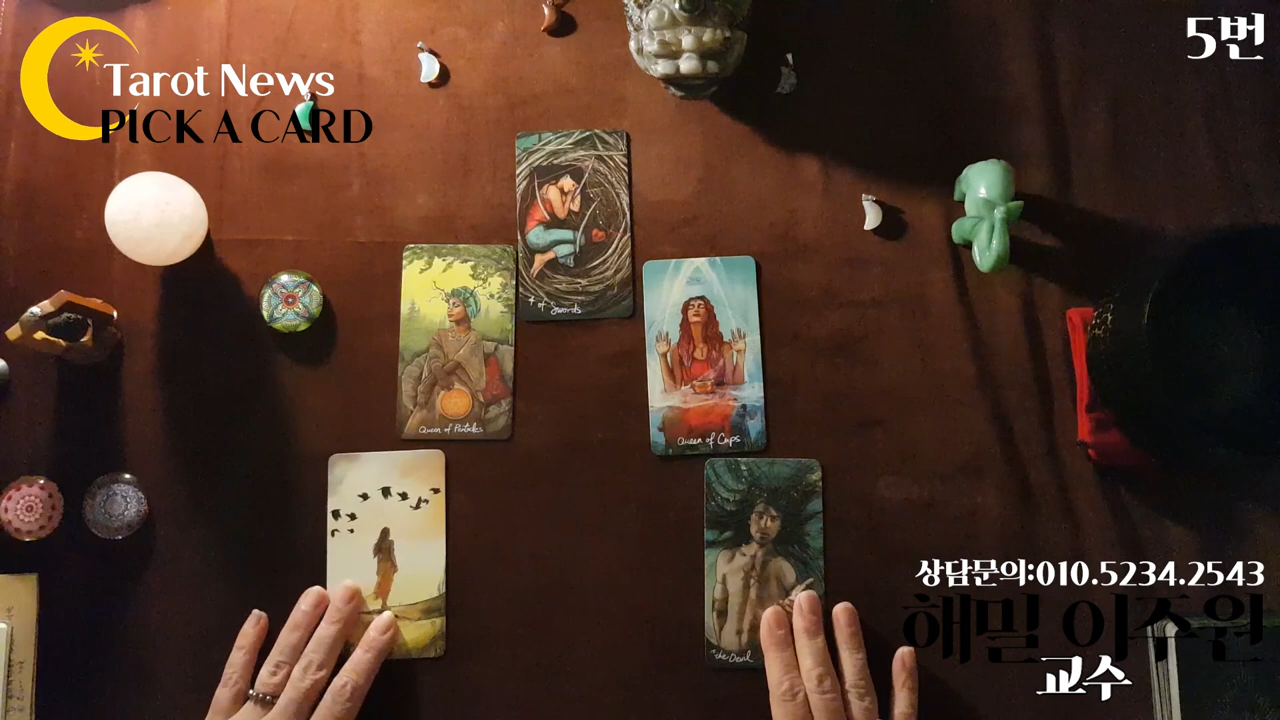 Tarot News
PICK A CARD
5번
4 of Swords
Queen of Pentacles
Queen of Cups
the Devil
상담문의:010.5234.2543
해밀 이주원
교수